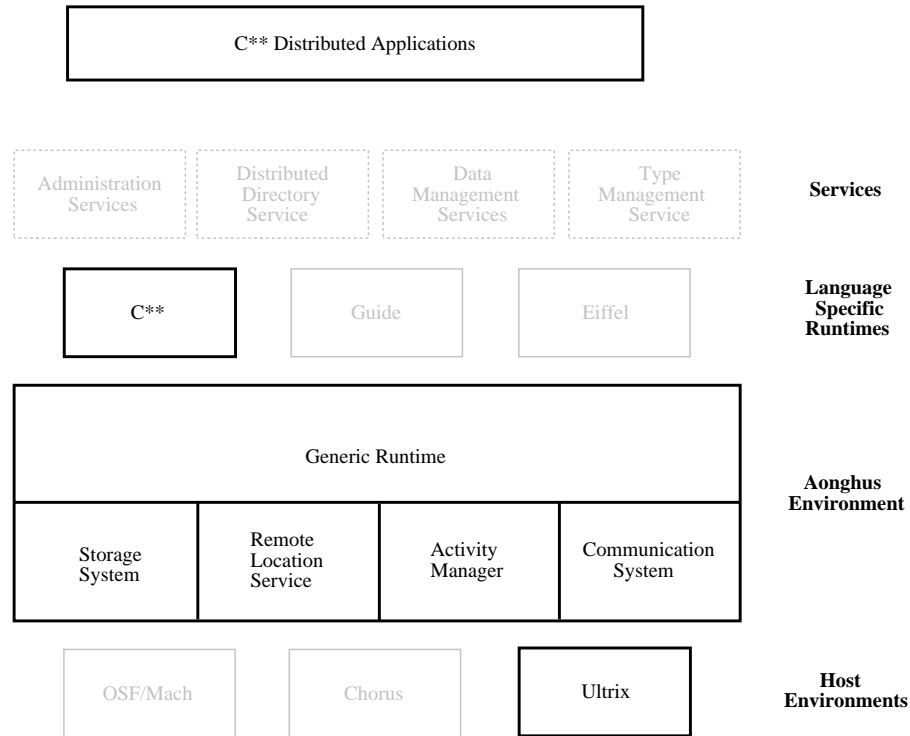 C** Distributed Applications
Administration
Services
Distributed
Directory
Service
Data
Management
Services
Type
Management
Service
Services
C**
Guide
Eiffel
Language
Specific
Runtimes
Generic Runtime
Aonghus
Environment
Storage
System
Remote
Location
Service
Activity
Manager
Communication
System
OSF/Mach
Chorus
Ultrix
Host
Environments